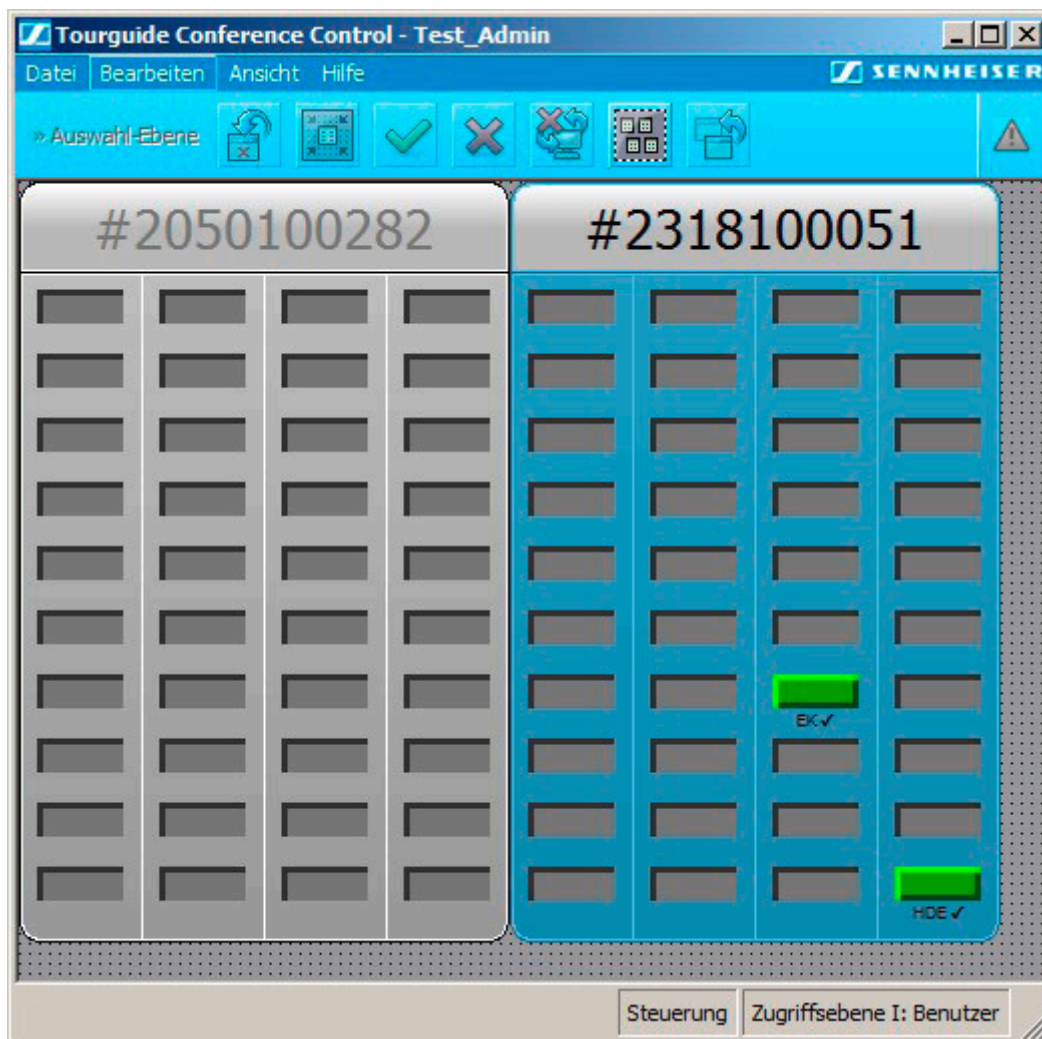 Tourguide Conference Control - Test_Admin
Datei Bearbeiten Ansicht Hilfe SENNHEISER
» Auswahl-Ebene
#2050100282 #2318100051
EK ✓
HDE ✓
Steuerung Zugriffsebene I: Benutzer